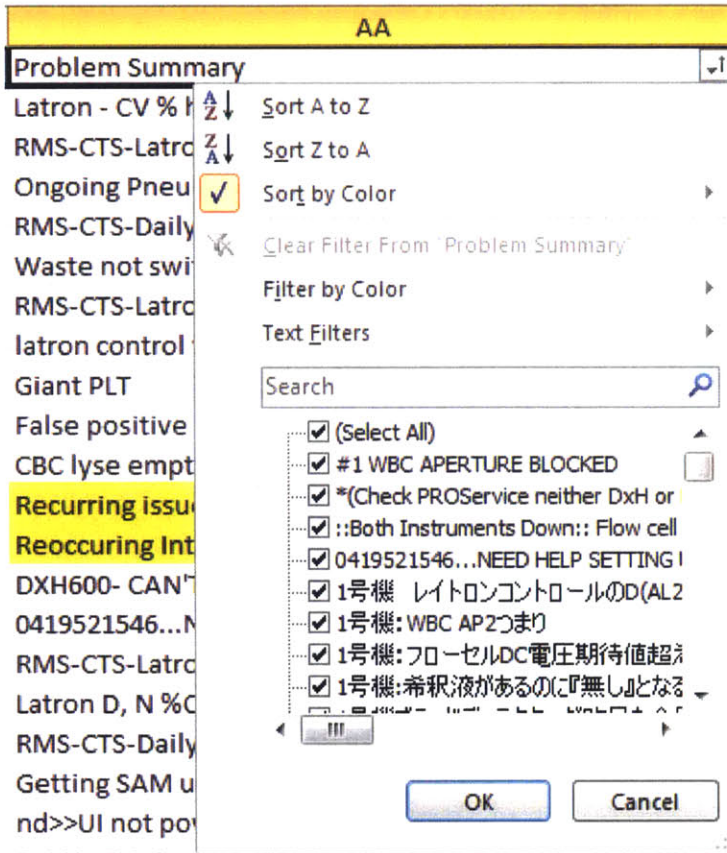 AA
Problem Summary
Latron - CV %
RMS-CTS-Latro
Ongoing Pneu
RMS-CTS-Daily
Waste not swi
RMS-CTS-Latro
latron control
Giant PLT
False positive
CBC lyse empt
Recurring issu
Reoccuring Int
DXH600- CAN'T
0419521546...N
RMS-CTS-Latro
Latron D, N %C
RMS-CTS-Daily
Getting SAM u
nd>>UI not pov
Sort A to Z
Sort Z to A
Sort by Color
Clear Filter From `Problem Summary`
Filter by Color
Text Filters
Search
(Select All)
#1 WBC APERTURE BLOCKED
*(Check PROService neither DxH or
::Both Instruments Down:: Flow cell
0419521546...NEED HELP SETTING
1号機 レイトロンコントロールのD(AL2
1号機:WBC AP2つまり
1号機:フローセルDC電圧期待値超え
1号機:希釈液があるのに『無し』となる
OK
Cancel